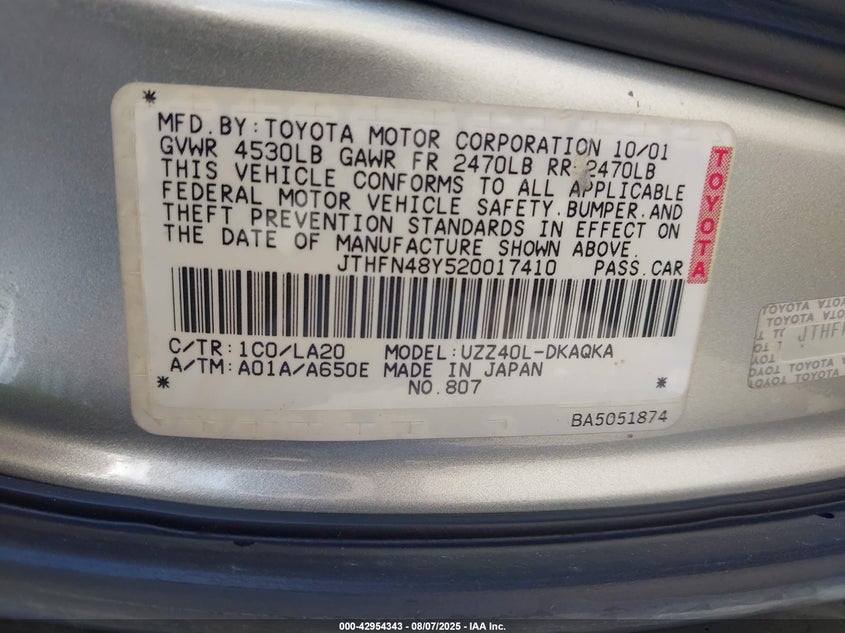 MFD.BY:TOYOTA MOTOR CORPORATION 10/01
GVWR 4530LB GAWR FR 2470LB RR 2470LB
THIS VEHICLE CONFORMS TO ALL APPLICABLE
FEDERAL MOTOR VEHICLE SAFETY.BUMPER.AND
THEFT PREVENTION STANDARDS IN EFFECT ON
THE DATE OF MANUFACTURE SHOWN ABOVE.
JTHFN48Y520017410 PASS.CAR
C/TR:1C0/LA20 MODEL:UZZ40L-DKAQKA
A/TM:A01A/A650E MADE IN JAPAN
NO.807
BA5051874
TOYOTA
TOYOTA
JTHF
000-42954343 - 08/07/2025 - IAA Inc.